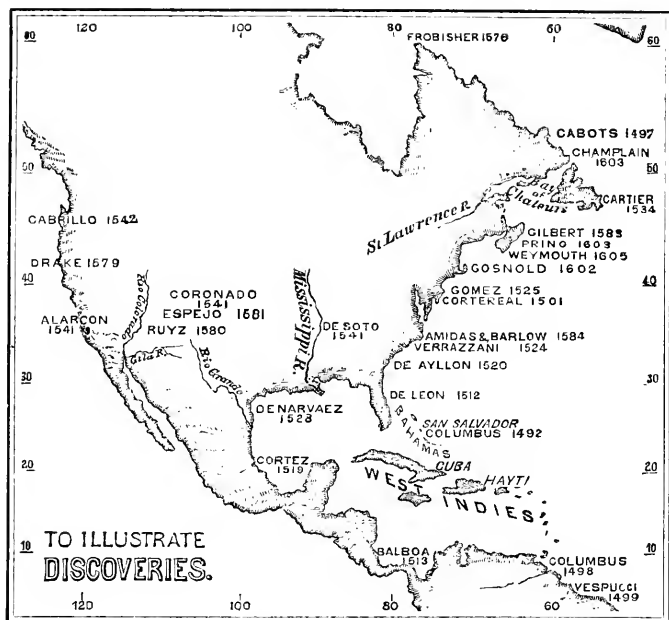 120 100 80 60
60 60
FROBISHER 1576
CABOTS 1497
CHAMPLAIN
1603
50 50
Bay
of
Chaleurs
CARTIER
1534
St Lawrence R.
CABRILLO 1542
GILBERT 1583
PRING 1603
WEYMOUTH 1605
DRAKE 1579
GOSNOLD 1602
40 40
Rio Colorado
CORONADO
1541
ESPEJO 1581
RUYZ 1580
Mississippi R.
GOMEZ 1525
CORTEREAL 1501
ALARCON
1541
DE SOTO
1541
AMIDAS & BARLOW 1584
VERRAZZANI 1524
Gila R.
Rio Grande
DE AYLLON 1520
30 30
DE LEON 1512
DE NARVAEZ
1528
SAN SALVADOR
COLUMBUS 1492
BAHAMAS
CORTEZ
1519
CUBA
20 20
HAYTI
WEST
INDIES
TO ILLUSTRATE
DISCOVERIES.
10 10
BALBOA
1513
COLUMBUS
1498
VESPUCCI
1499
120 100 80 60